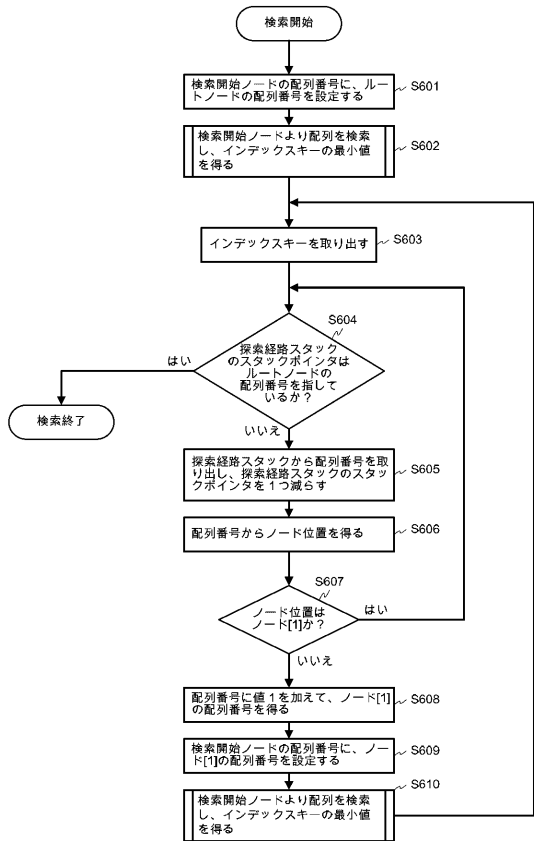 検索開始
検索開始ノードの配列番号に、ルー
トノードの配列番号を設定する
S601
検索開始ノードより配列を検索
し、インデックスキーの最小値
を得る
S602
インデックスキーを取り出す
S603
S604
探索経路スタック
のスタックポインタは
ルートノードの
配列番号を指して
いるか？
はい
検索終了
いいえ
探索経路スタックから配列番号を取
り出し、探索経路スタックのスタッ
クポインタを１つ減らす
S605
配列番号からノード位置を得る
S606
S607
ノード位置は
ノード[1]か？
はい
いいえ
配列番号に値１を加えて、ノード[1]
の配列番号を得る
S608
検索開始ノードの配列番号に、ノー
ド[1]の配列番号を設定する
S609
S610
検索開始ノードより配列を検索
し、インデックスキーの最小値
を得る